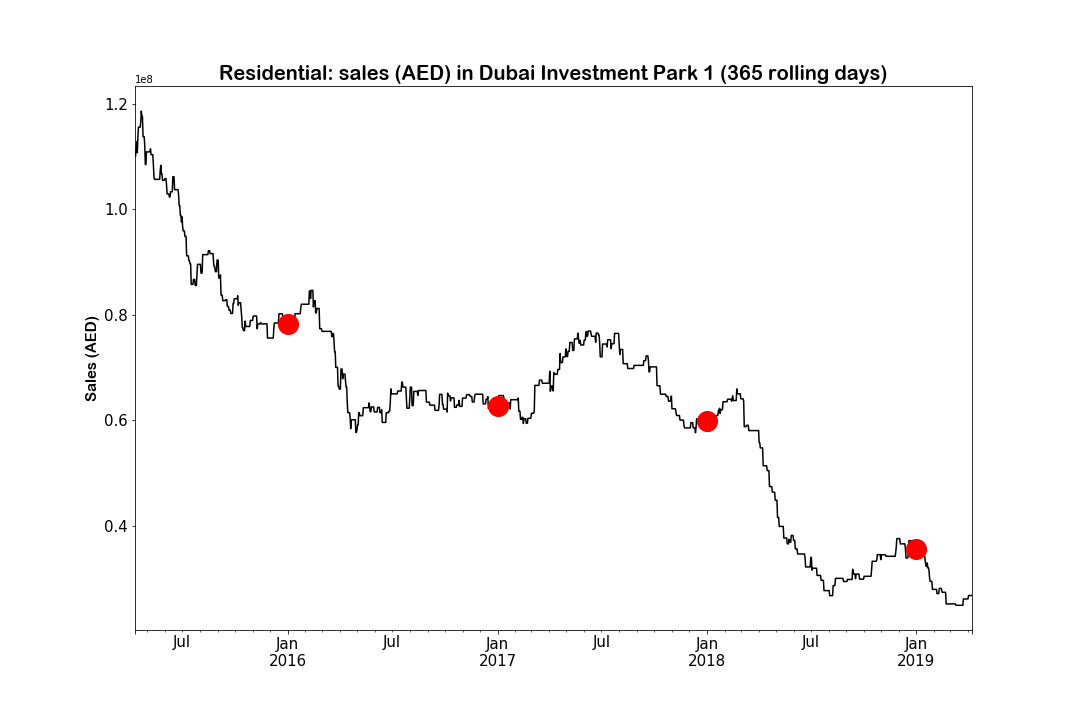 Residential: sales (AED) in Dubai Investment Park 1 (365 rolling days)
1e8
1.2
1.0
0.8
0.6
0.4
Sales (AED)
Jul
Jan
2016
Jul
Jan
2017
Jul
Jan
2018
Jul
Jan
2019